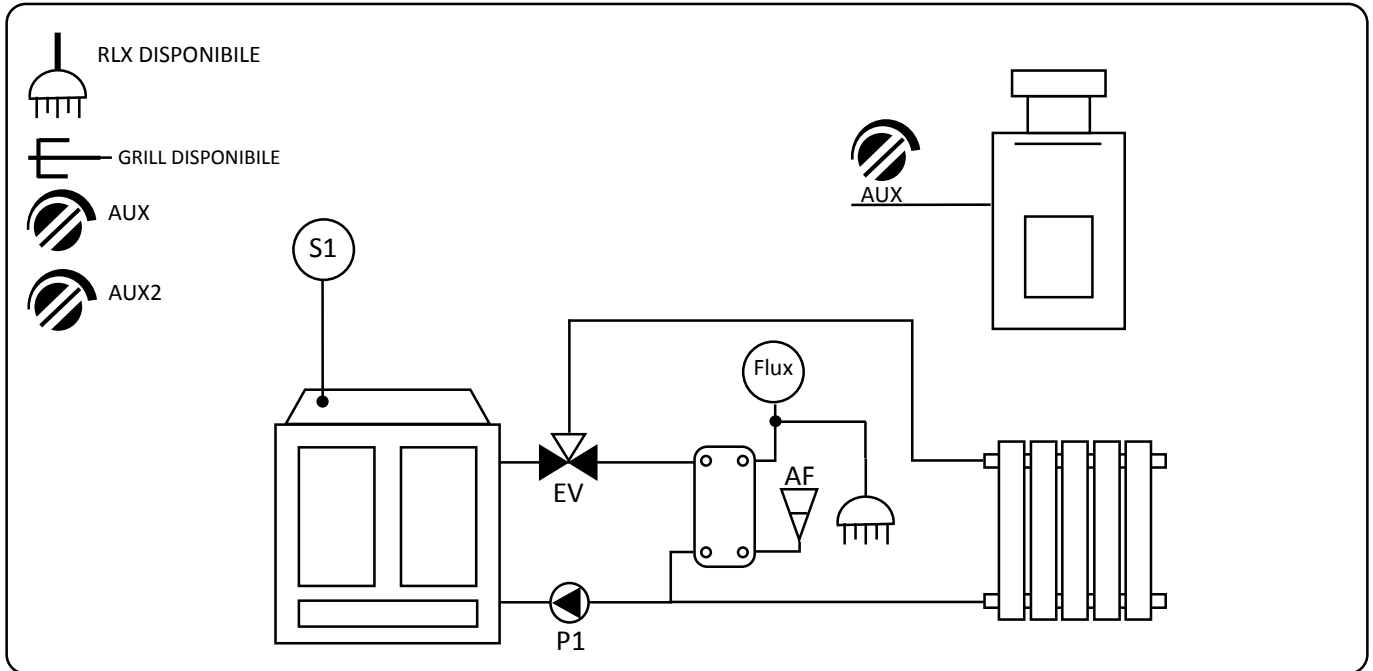 RLX DISPONIBILE
GRILL DISPONIBILE
AUX
AUX2
AUX
S1
Flux
EV
AF
P1